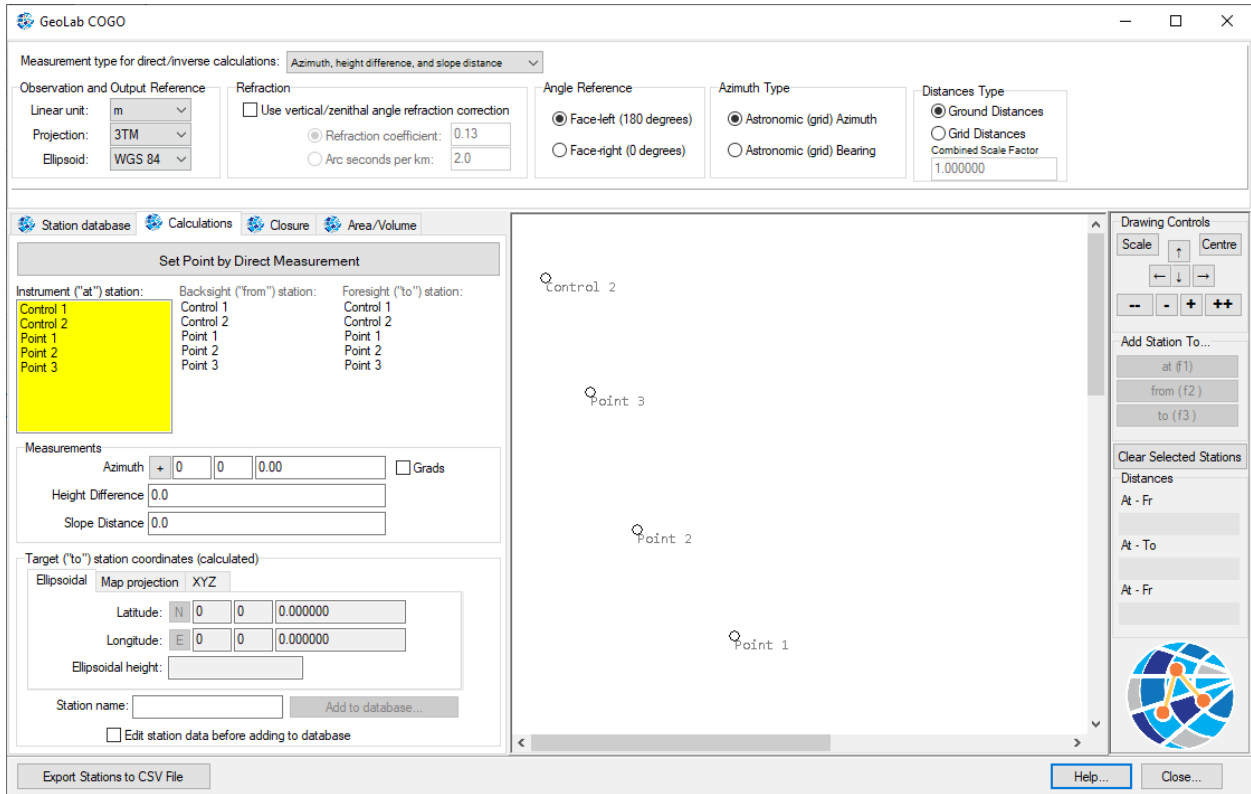 GeoLab COGO
Measurement type for direct/inverse calculations: Azimuth, height difference, and slope distance
Observation and Output Reference
Linear unit: m
Projection: 3TM
Ellipsoid: WGS 84
Refraction
Use vertical/zenithal angle refraction correction
Refraction coefficient: 0.13
Arc seconds per km: 2.0
Angle Reference
Face-left (180 degrees)
Face-right (0 degrees)
Azimuth Type
Astronomic (grid) Azimuth
Astronomic (grid) Bearing
Distances Type
Ground Distances
Grid Distances
Combined Scale Factor
1.000000
Station database Calculations Closure Area/Volume
Set Point by Direct Measurement
Instrument ("at") station: Backsight ("from") station: Foresight ("to") station:
Control 1 Control 1 Control 1
Control 2 Control 2 Control 2
Point 1 Point 1 Point 1
Point 2 Point 2 Point 2
Point 3 Point 3 Point 3
Measurements
Azimuth + 0 0 0.00 Grads
Height Difference 0.0
Slope Distance 0.0
Target ("to") station coordinates (calculated)
Ellipsoidal Map projection XYZ
Latitude: N 0 0 0.000000
Longitude: E 0 0 0.000000
Ellipsoidal height:
Station name: Add to database...
Edit station data before adding to database
Control 2
Point 3
Point 2
Point 1
Drawing Controls
Scale ↑ Centre
← ↓ →
-- - + ++
Add Station To...
at (f1)
from (f2)
to (f3)
Clear Selected Stations
Distances
At - Fr
At - To
At - Fr
Export Stations to CSV File Help... Close...